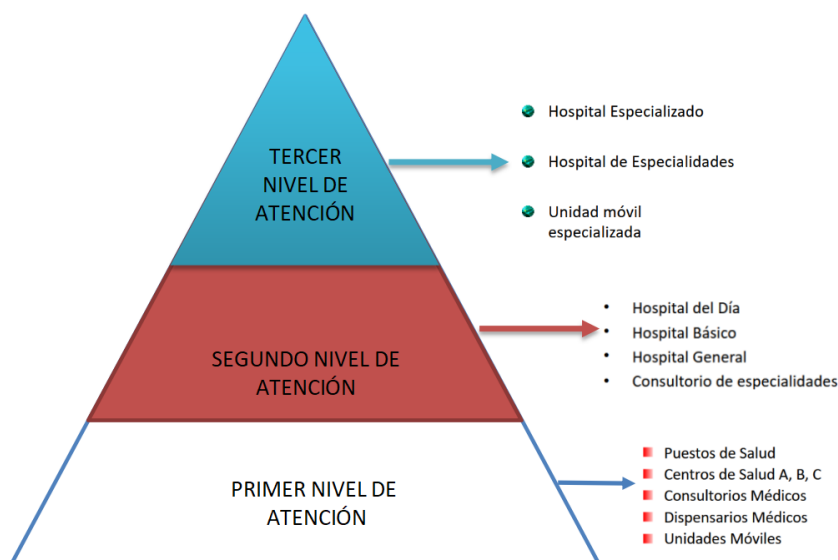 TERCER
NIVEL DE
ATENCIÓN
Hospital Especializado
Hospital de Especialidades
Unidad móvil
especializada
SEGUNDO NIVEL DE
ATENCIÓN
Hospital del Día
Hospital Básico
Hospital General
Consultorio de especialidades
PRIMER NIVEL DE
ATENCIÓN
Puestos de Salud
Centros de Salud A, B, C
Consultorios Médicos
Dispensarios Médicos
Unidades Móviles